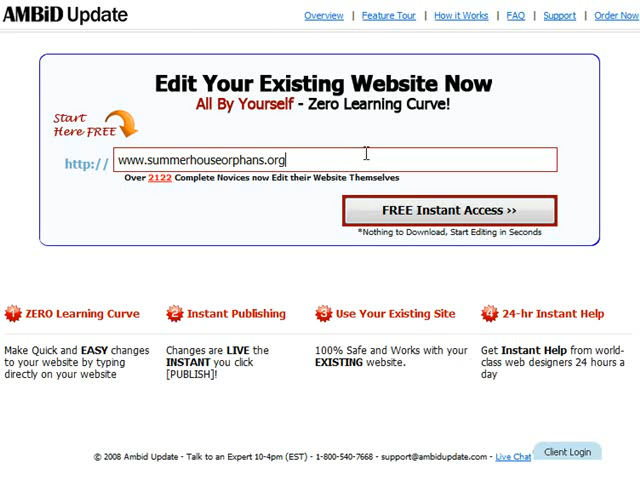 AMBiD Update
Overview | Feature Tour | How it Works | FAQ | Support | Order Now
Edit Your Existing Website Now
All By Yourself - Zero Learning Curve!
Start
Here FREE
http:// www.summerhouseorphans.org
Over 2122 Complete Novices now Edit their Website Themselves
FREE Instant Access >>
*Nothing to Download, Start Editing in Seconds
1 ZERO Learning Curve
Make Quick and EASY changes
to your website by typing
directly on your website
2 Instant Publishing
Changes are LIVE the
INSTANT you click
[PUBLISH]!
3 Use Your Existing Site
100% Safe and Works with your
EXISTING website.
4 24-hr Instant Help
Get Instant Help from world-
class web designers 24 hours a
day
© 2008 Ambid Update - Talk to an Expert 10-4pm (EST) - 1-800-540-7668 - support@ambidupdate.com - Live Chat
Client Login